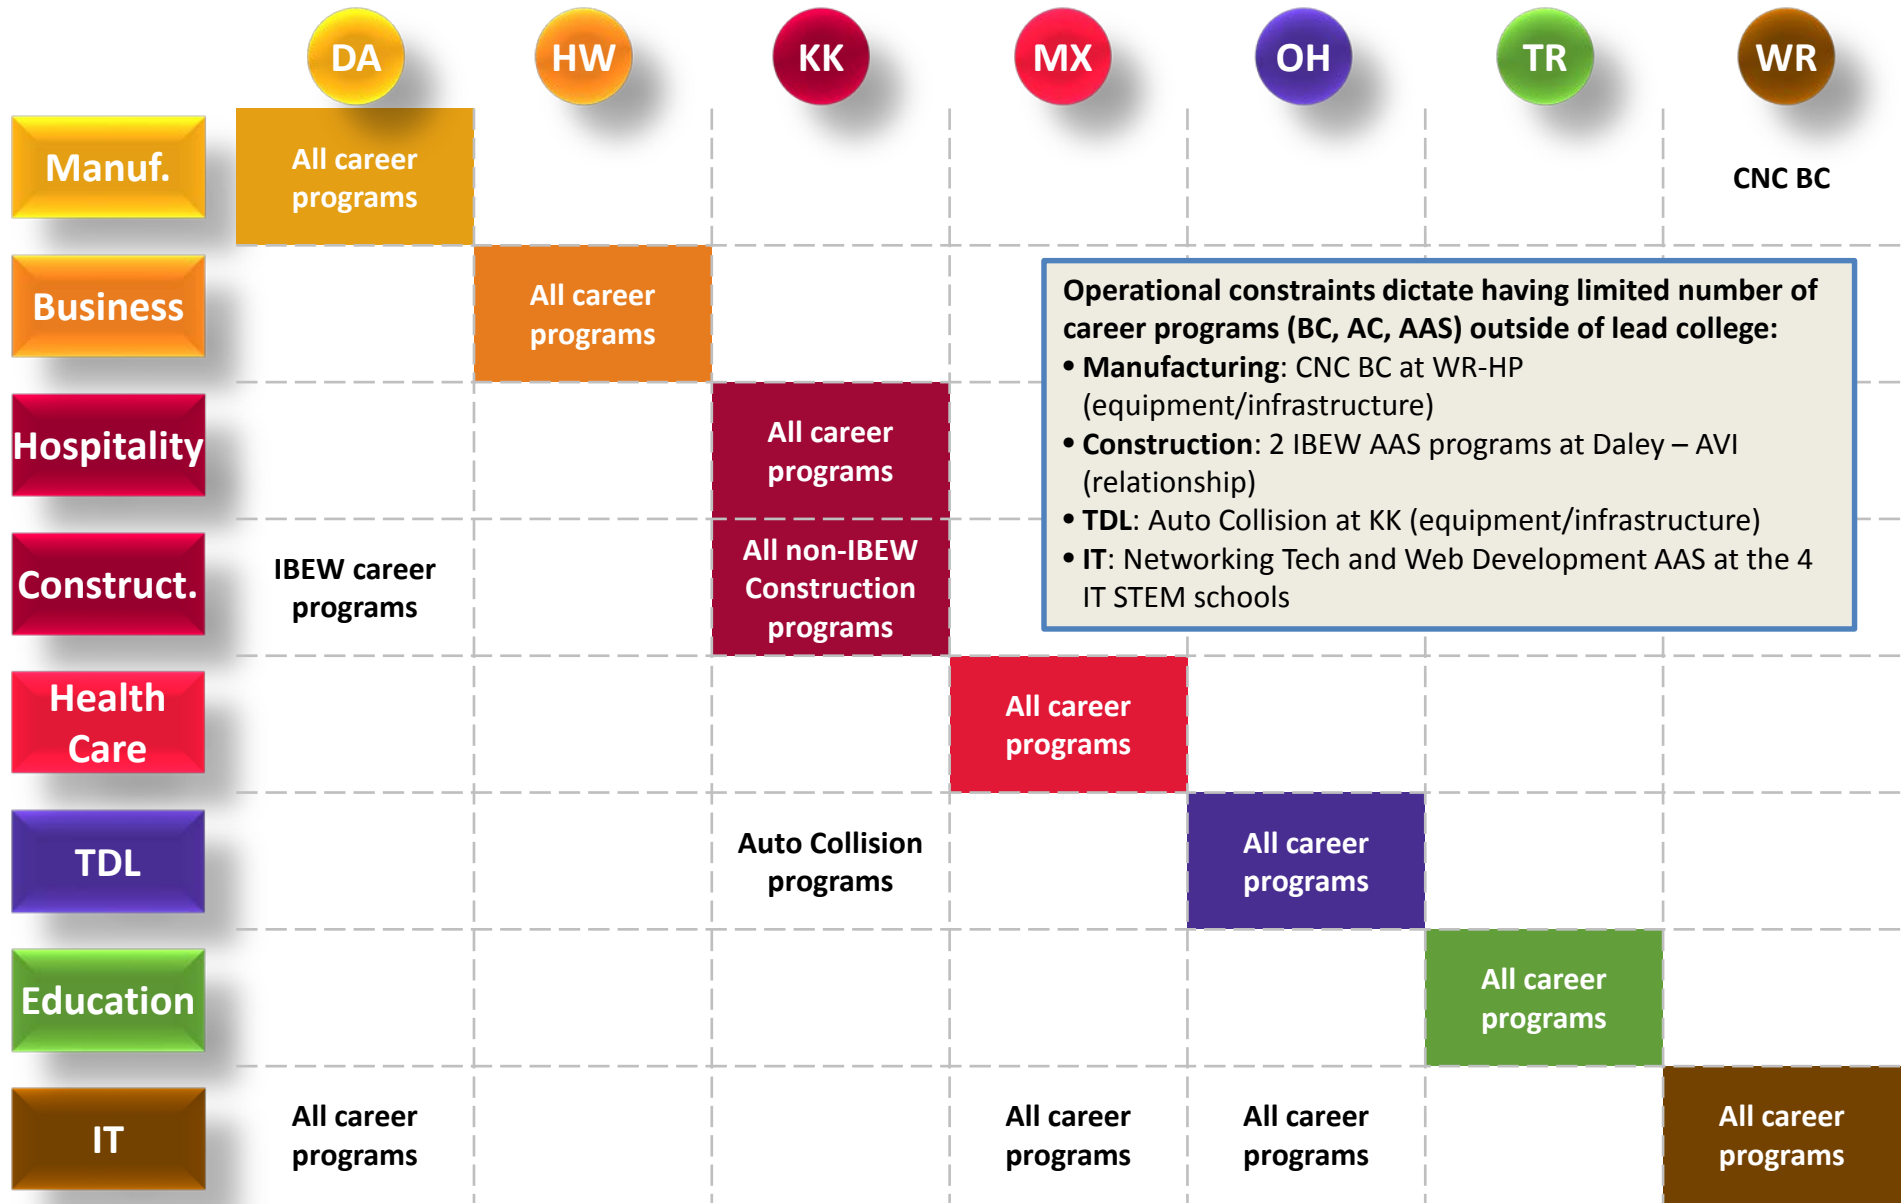 DA HW KK MX OH TR WR
Manuf.
All career
programs
CNC BC
Business
All career
programs
Operational constraints dictate having limited number of
career programs (BC, AC, AAS) outside of lead college:
• Manufacturing: CNC BC at WR-HP
(equipment/infrastructure)
• Construction: 2 IBEW AAS programs at Daley – AVI
(relationship)
• TDL: Auto Collision at KK (equipment/infrastructure)
• IT: Networking Tech and Web Development AAS at the 4
IT STEM schools
Hospitality
All career
programs
Construct.
IBEW career
programs
All non-IBEW
Construction
programs
Health
Care
All career
programs
TDL
Auto Collision
programs
All career
programs
Education
All career
programs
IT
All career
programs
All career
programs
All career
programs
All career
programs